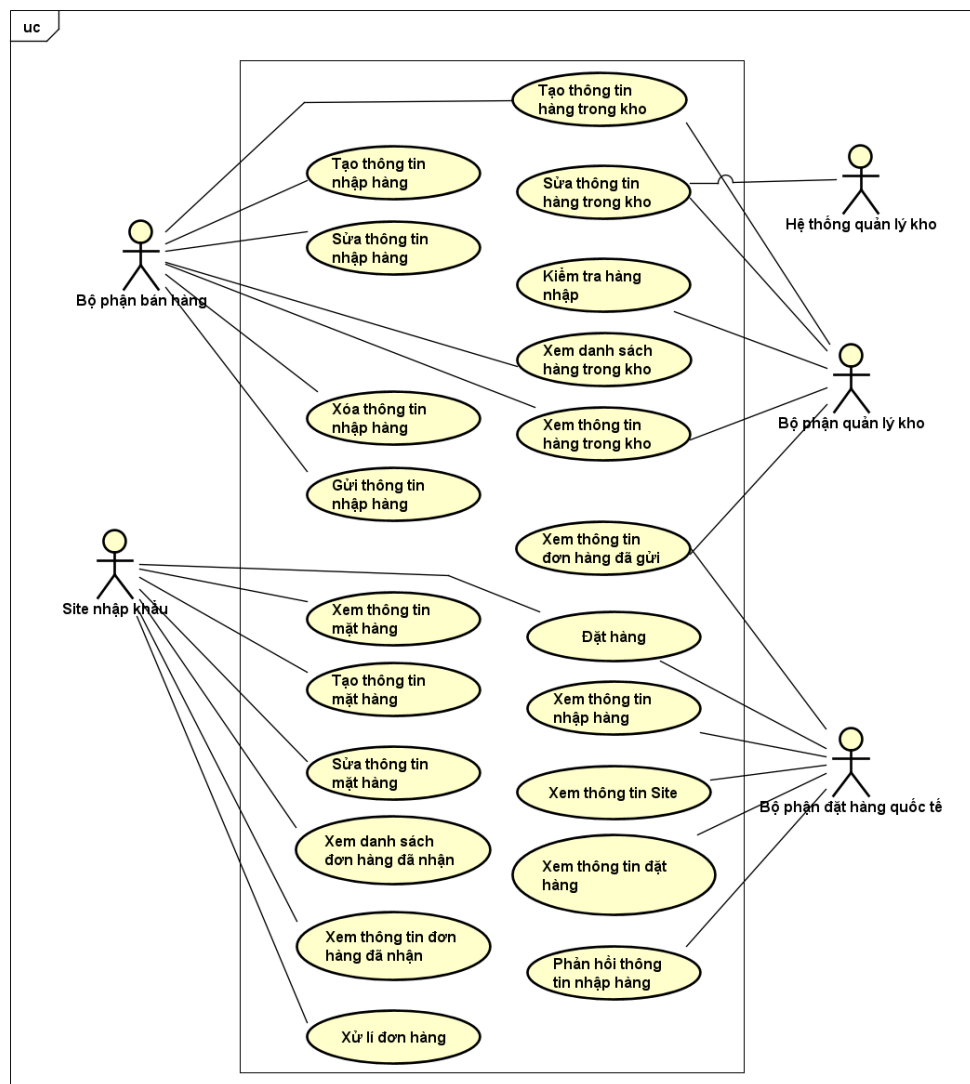 uc
Tạo thông tin
hàng trong kho
Tạo thông tin
nhập hàng
Sửa thông tin
hàng trong kho
Hệ thống quản lý kho
Sửa thông tin
nhập hàng
Bộ phận bán hàng
Kiểm tra hàng
nhập
Xem danh sách
hàng trong kho
Xóa thông tin
nhập hàng
Xem thông tin
hàng trong kho
Bộ phận quản lý kho
Gửi thông tin
nhập hàng
Xem thông tin
đơn hàng đã gửi
Site nhập khẩu
Xem thông tin
mặt hàng
Đặt hàng
Tạo thông tin
mặt hàng
Xem thông tin
nhập hàng
Sửa thông tin
mặt hàng
Xem thông tin Site
Bộ phận đặt hàng quốc tế
Xem danh sách
đơn hàng đã nhận
Xem thông tin đặt
hàng
Xem thông tin đơn
hàng đã nhận
Phản hồi thông
tin nhập hàng
Xử lí đơn hàng